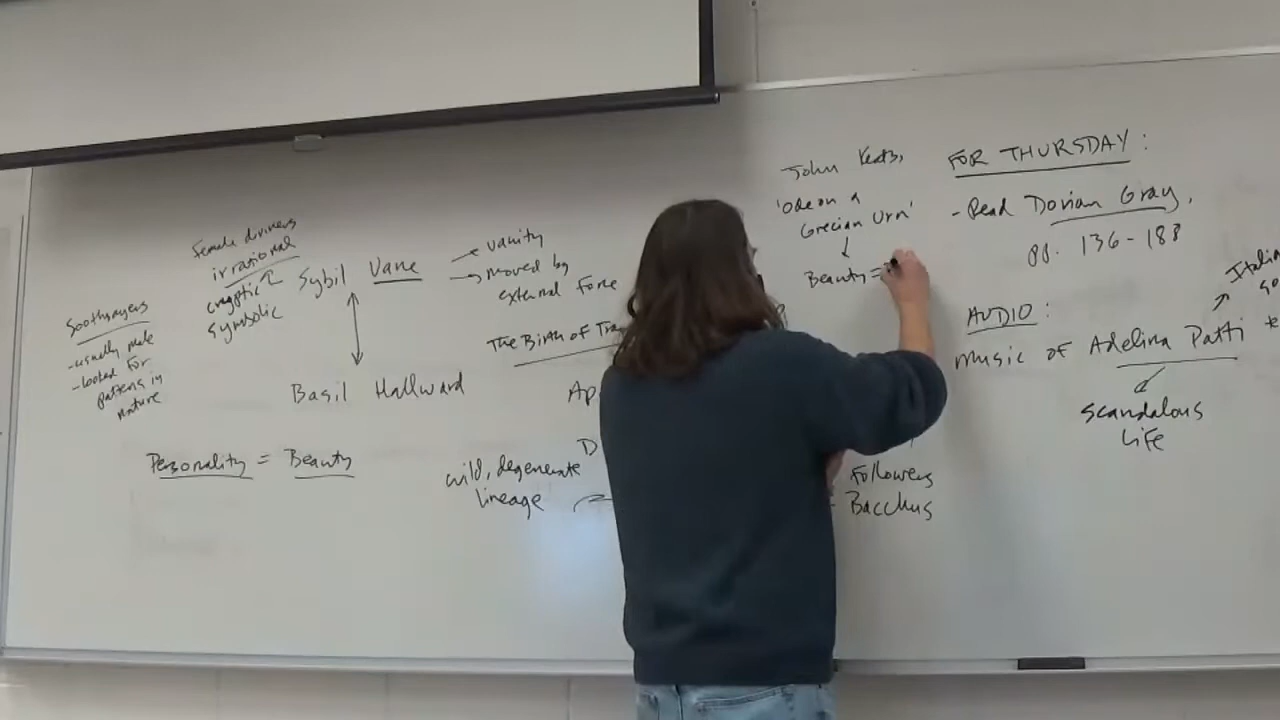 Female diviners
irrational
cryptic
symbolic
Soothsayers
- usually male
- looked for
patterns in
nature
Sybil Vane
vanity
moved by
external force
Basil Hallward
Personality = Beauty
The Birth of Tra
Ap
D
wild, degenerate
lineage
John Keats,
'Ode on a
Grecian Urn'
Beauty =
Followers
Bacchus
FOR THURSDAY:
- Read Dorian Gray,
pp. 136-188
AUDIO:
Music of Adelina Patti *
scandalous
life